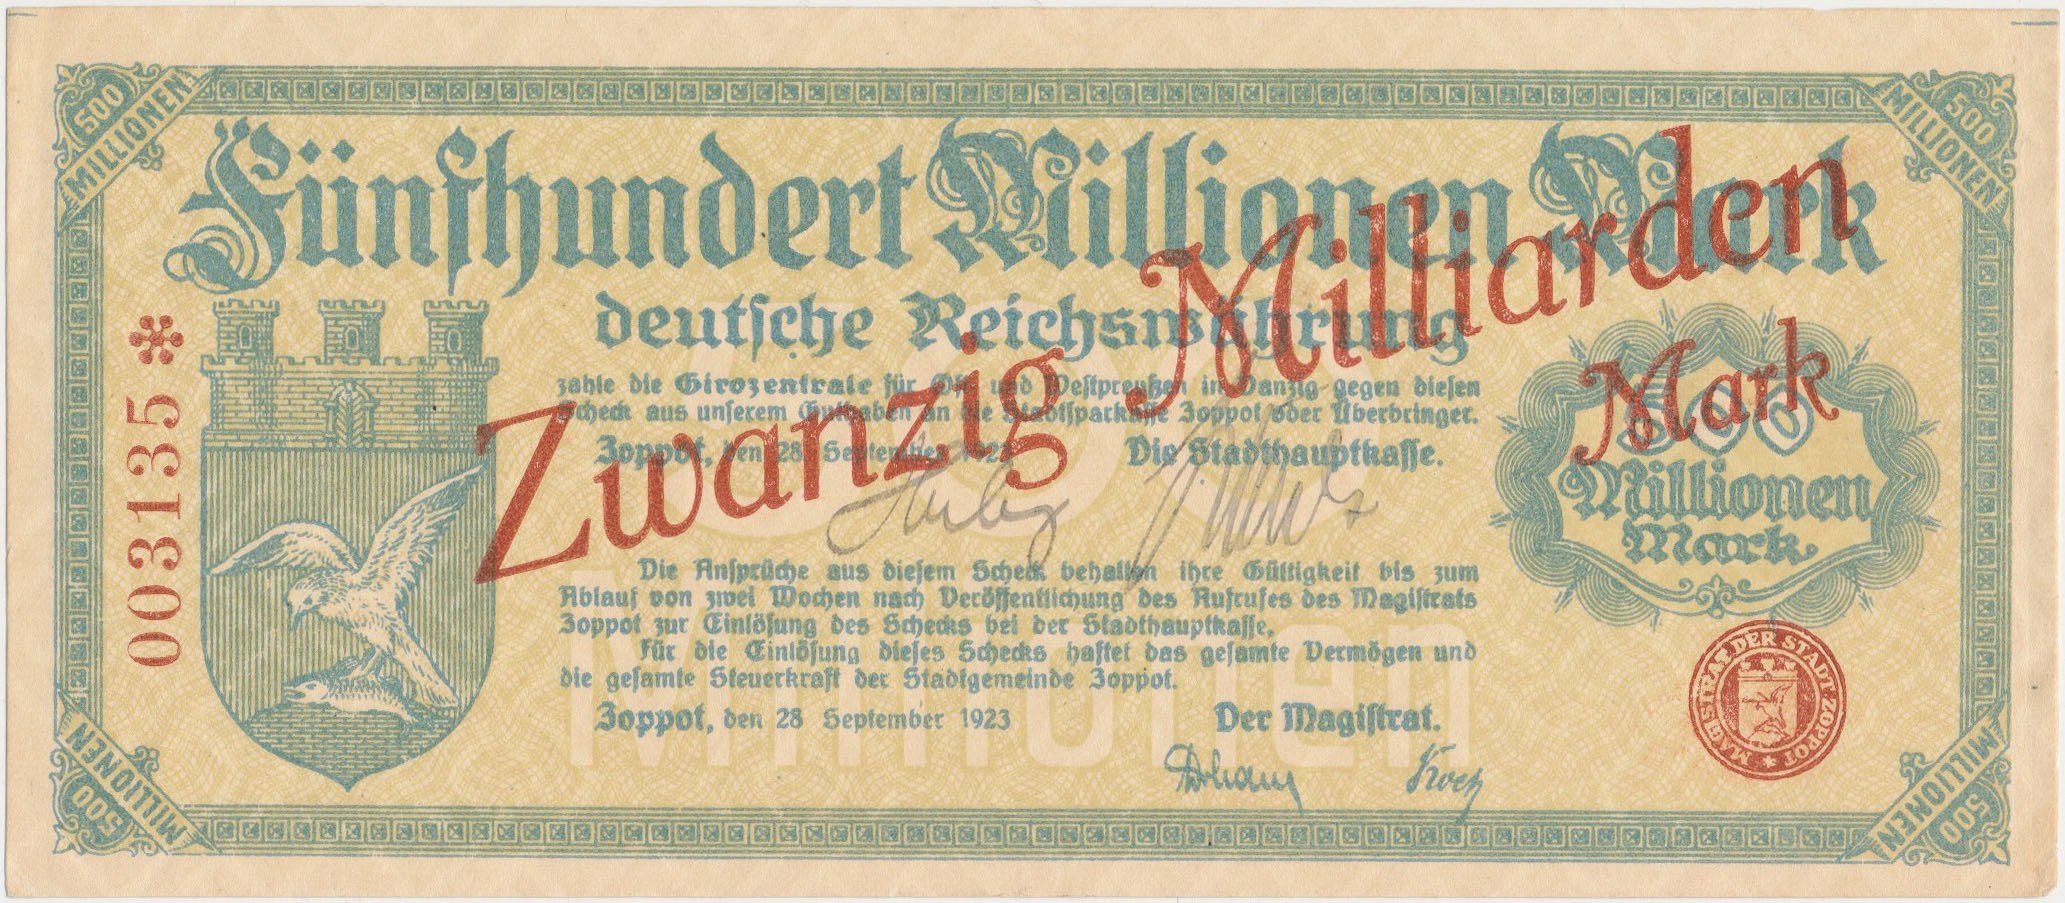 500 MILLIONEN
500 MILLIONEN
Fünfhundert Millionen Mark
deutsche Reichswährung
zahle die Girozentrale für Ost und Westpreußen in Danzig gegen diesen
Scheck aus unserem Guthaben an die Stadtsparkasse Zoppot oder Überbringer.
Zoppot, den 28. September 1923 Die Stadthauptkasse.
Zwanzig Milliarden
Mark
500
Millionen
Mark
003135 *
500
Millionen
Die Ansprüche aus diesem Scheck behalten ihre Gültigkeit bis zum
Ablauf von zwei Wochen nach Veröffentlichung des Aufrufes des Magistrats
Zoppot zur Einlösung des Schecks bei der Stadthauptkasse.
Für die Einlösung dieses Schecks haftet das gesamte Vermögen und
die gesamte Steuerkraft der Stadtgemeinde Zoppot.
Zoppot, den 28 September 1923 Der Magistrat.
MAGISTRAT DER STADT ZOPPOT *
500 MILLIONEN
500 MILLIONEN